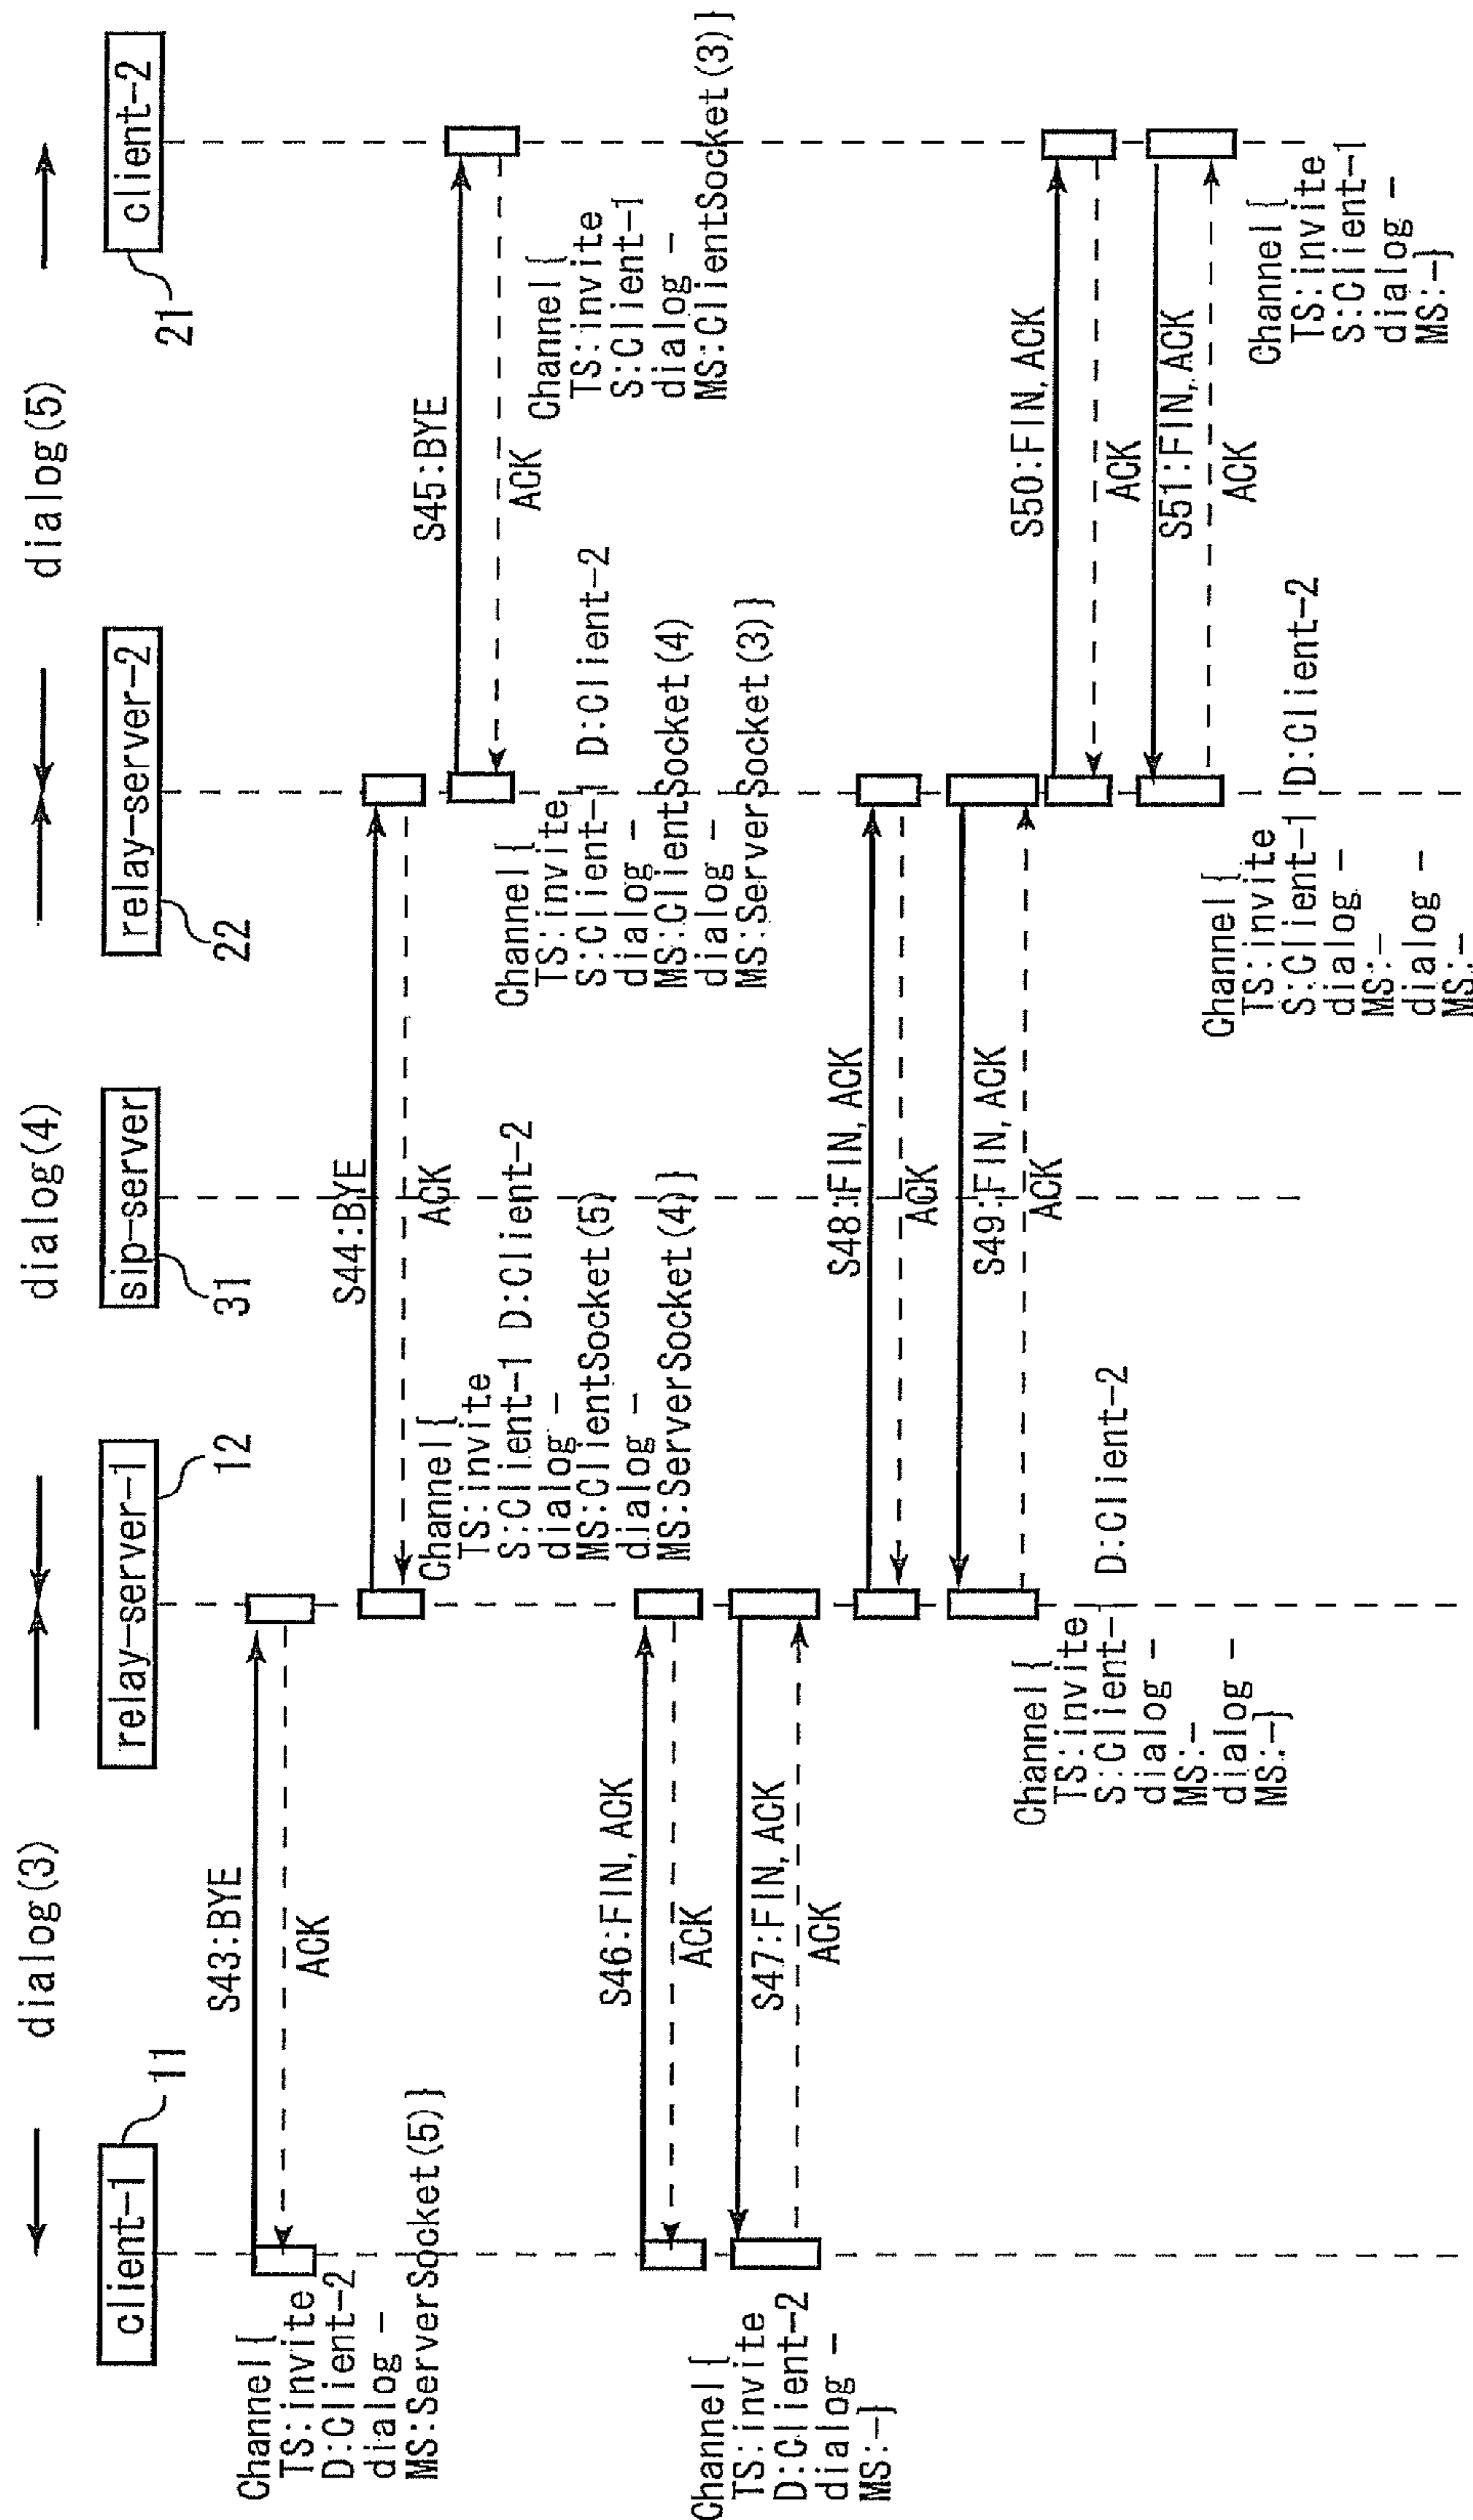 dialog(3)
dialog(4)
dialog(5)
client-1
11
relay-server-1
12
sip-server
31
relay-server-2
22
client-2
21
S43:BYE
ACK
Channel{
TS:invite
D:Client-2
dialog -
MS:ServerSocket(5)}
S44:BYE
ACK
Channel{
TS:invite
S:Client-1 D:Client-2
dialog -
MS:ClientSocket(5)
dialog -
MS:ServerSocket(4)}
S45:BYE
ACK
Channel{
TS:invite
S:Client-1 D:Client-2
dialog -
MS:ClientSocket(4)
dialog -
MS:ServerSocket(3)}
Channel{
TS:invite
S:Client-1
dialog -
MS:ClientSocket(3)}
S46:FIN,ACK
ACK
S47:FIN,ACK
ACK
Channel{
TS:invite
D:Client-2
dialog -
MS:-}
S48:FIN,ACK
ACK
S49:FIN,ACK
ACK
Channel{
TS:invite
S:Client-1 D:Client-2
dialog -
MS:-
dialog -
MS:-}
S50:FIN,ACK
ACK
S51:FIN,ACK
ACK
Channel{
TS:invite
S:Client-1 D:Client-2
dialog -
MS:-
dialog -
MS:-
Channel{
TS:invite
S:Client-1
dialog -
MS:-}